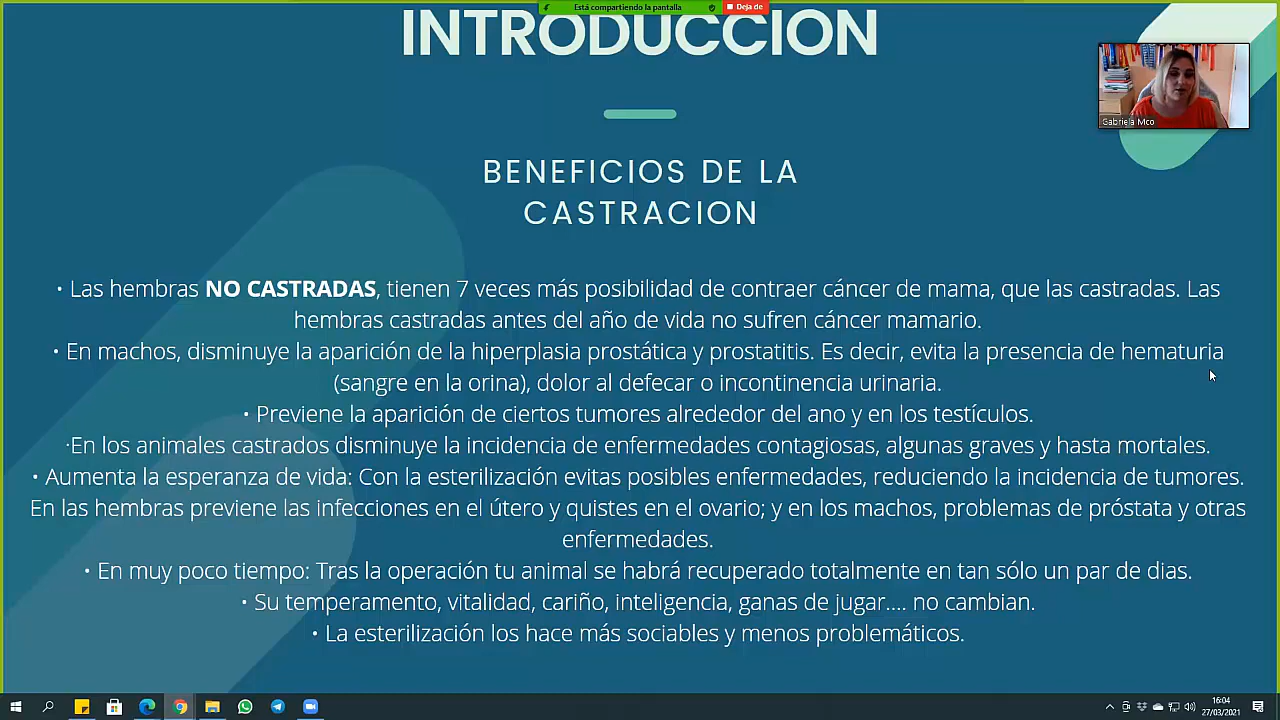 Está compartiendo la pantalla
Deja de
INTRODUCCION
Gabriela Mco
BENEFICIOS DE LA
CASTRACION
• Las hembras NO CASTRADAS, tienen 7 veces más posibilidad de contraer cáncer de mama, que las castradas. Las
hembras castradas antes del año de vida no sufren cáncer mamario.
• En machos, disminuye la aparición de la hiperplasia prostática y prostatitis. Es decir, evita la presencia de hematuria
(sangre en la orina), dolor al defecar o incontinencia urinaria.
• Previene la aparición de ciertos tumores alrededor del ano y en los testículos.
·En los animales castrados disminuye la incidencia de enfermedades contagiosas, algunas graves y hasta mortales.
• Aumenta la esperanza de vida: Con la esterilización evitas posibles enfermedades, reduciendo la incidencia de tumores.
En las hembras previene las infecciones en el útero y quistes en el ovario; y en los machos, problemas de próstata y otras
enfermedades.
• En muy poco tiempo: Tras la operación tu animal se habrá recuperado totalmente en tan sólo un par de dias.
• Su temperamento, vitalidad, cariño, inteligencia, ganas de jugar.... no cambian.
• La esterilización los hace más sociables y menos problemáticos.
16:04
27/03/2021